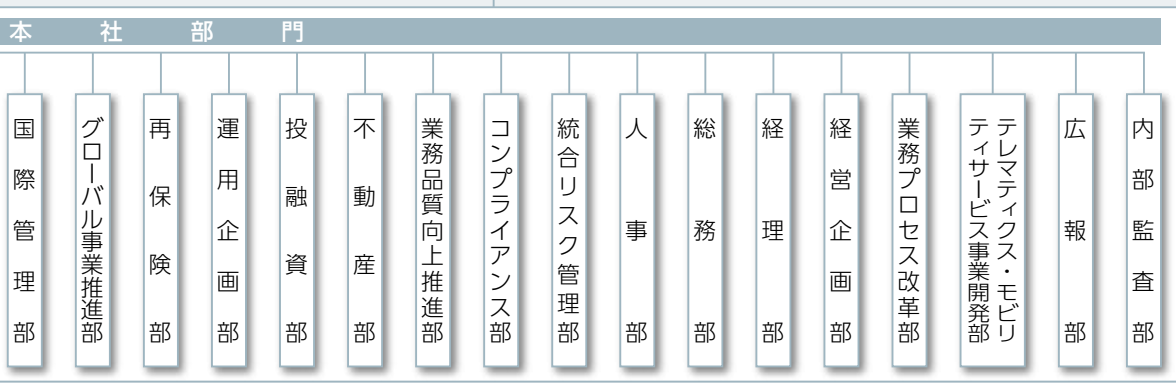 本社部門
国際管理部
グローバル事業推進部
再保険部
運用企画部
投融資部
不動産部
業務品質向上推進部
コンプライアンス部
統合リスク管理部
人事部
総務部
経理部
経営企画部
業務プロセス改革部
テレマティクス・モビリ
ティサービス事業開発部
広報部
内部監査部